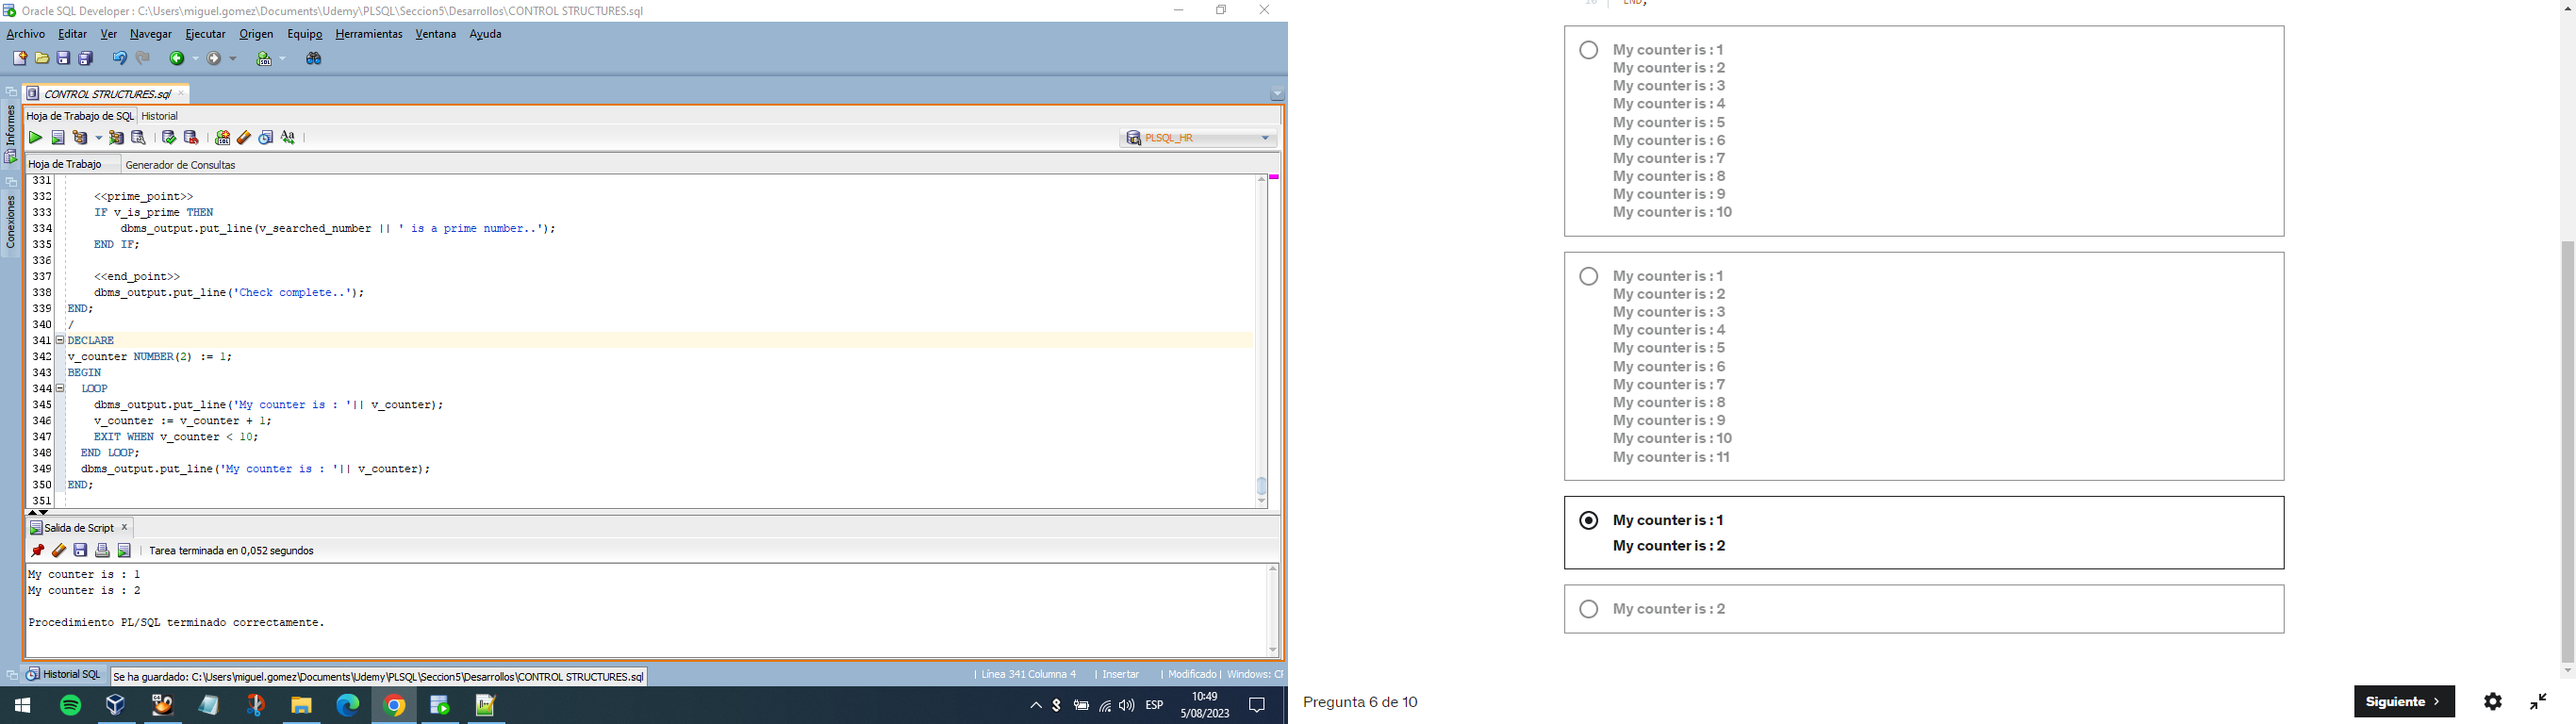 Oracle SQL Developer : C:\Users\miguel.gomez\Documents\Udemy\PLSQL\Seccion5\Desarrollos\CONTROL STRUCTURES.sql
Archivo Editar Ver Navegar Ejecutar Origen Equipo Herramientas Ventana Ayuda
CONTROL STRUCTURES.sql
Hoja de Trabajo de SQL Historial
PLSQL_HR
Hoja de Trabajo Generador de Consultas
Informes
Conexiones
331
332 <<prime_point>>
333 IF v_is_prime THEN
334 dbms_output.put_line(v_searched_number || ' is a prime number..');
335 END IF;
336
337 <<end_point>>
338 dbms_output.put_line('Check complete..');
339 END;
340 /
341 DECLARE
342 v_counter NUMBER(2) := 1;
343 BEGIN
344 LOOP
345 dbms_output.put_line('My counter is : '|| v_counter);
346 v_counter := v_counter + 1;
347 EXIT WHEN v_counter < 10;
348 END LOOP;
349 dbms_output.put_line('My counter is : '|| v_counter);
350 END;
351
Salida de Script x
Tarea terminada en 0,052 segundos
My counter is : 1
My counter is : 2
Procedimiento PL/SQL terminado correctamente.
Historial SQL Se ha guardado: C:\Users\miguel.gomez\Documents\Udemy\PLSQL\Seccion5\Desarrollos\CONTROL STRUCTURES.sql
| Línea 341 Columna 4 | Insertar | Modificado | Windows: CF
ESP
10:49
5/08/2023
10 END;
My counter is : 1
My counter is : 2
My counter is : 3
My counter is : 4
My counter is : 5
My counter is : 6
My counter is : 7
My counter is : 8
My counter is : 9
My counter is : 10
My counter is : 1
My counter is : 2
My counter is : 3
My counter is : 4
My counter is : 5
My counter is : 6
My counter is : 7
My counter is : 8
My counter is : 9
My counter is : 10
My counter is : 11
My counter is : 1
My counter is : 2
My counter is : 2
Pregunta 6 de 10
Siguiente >